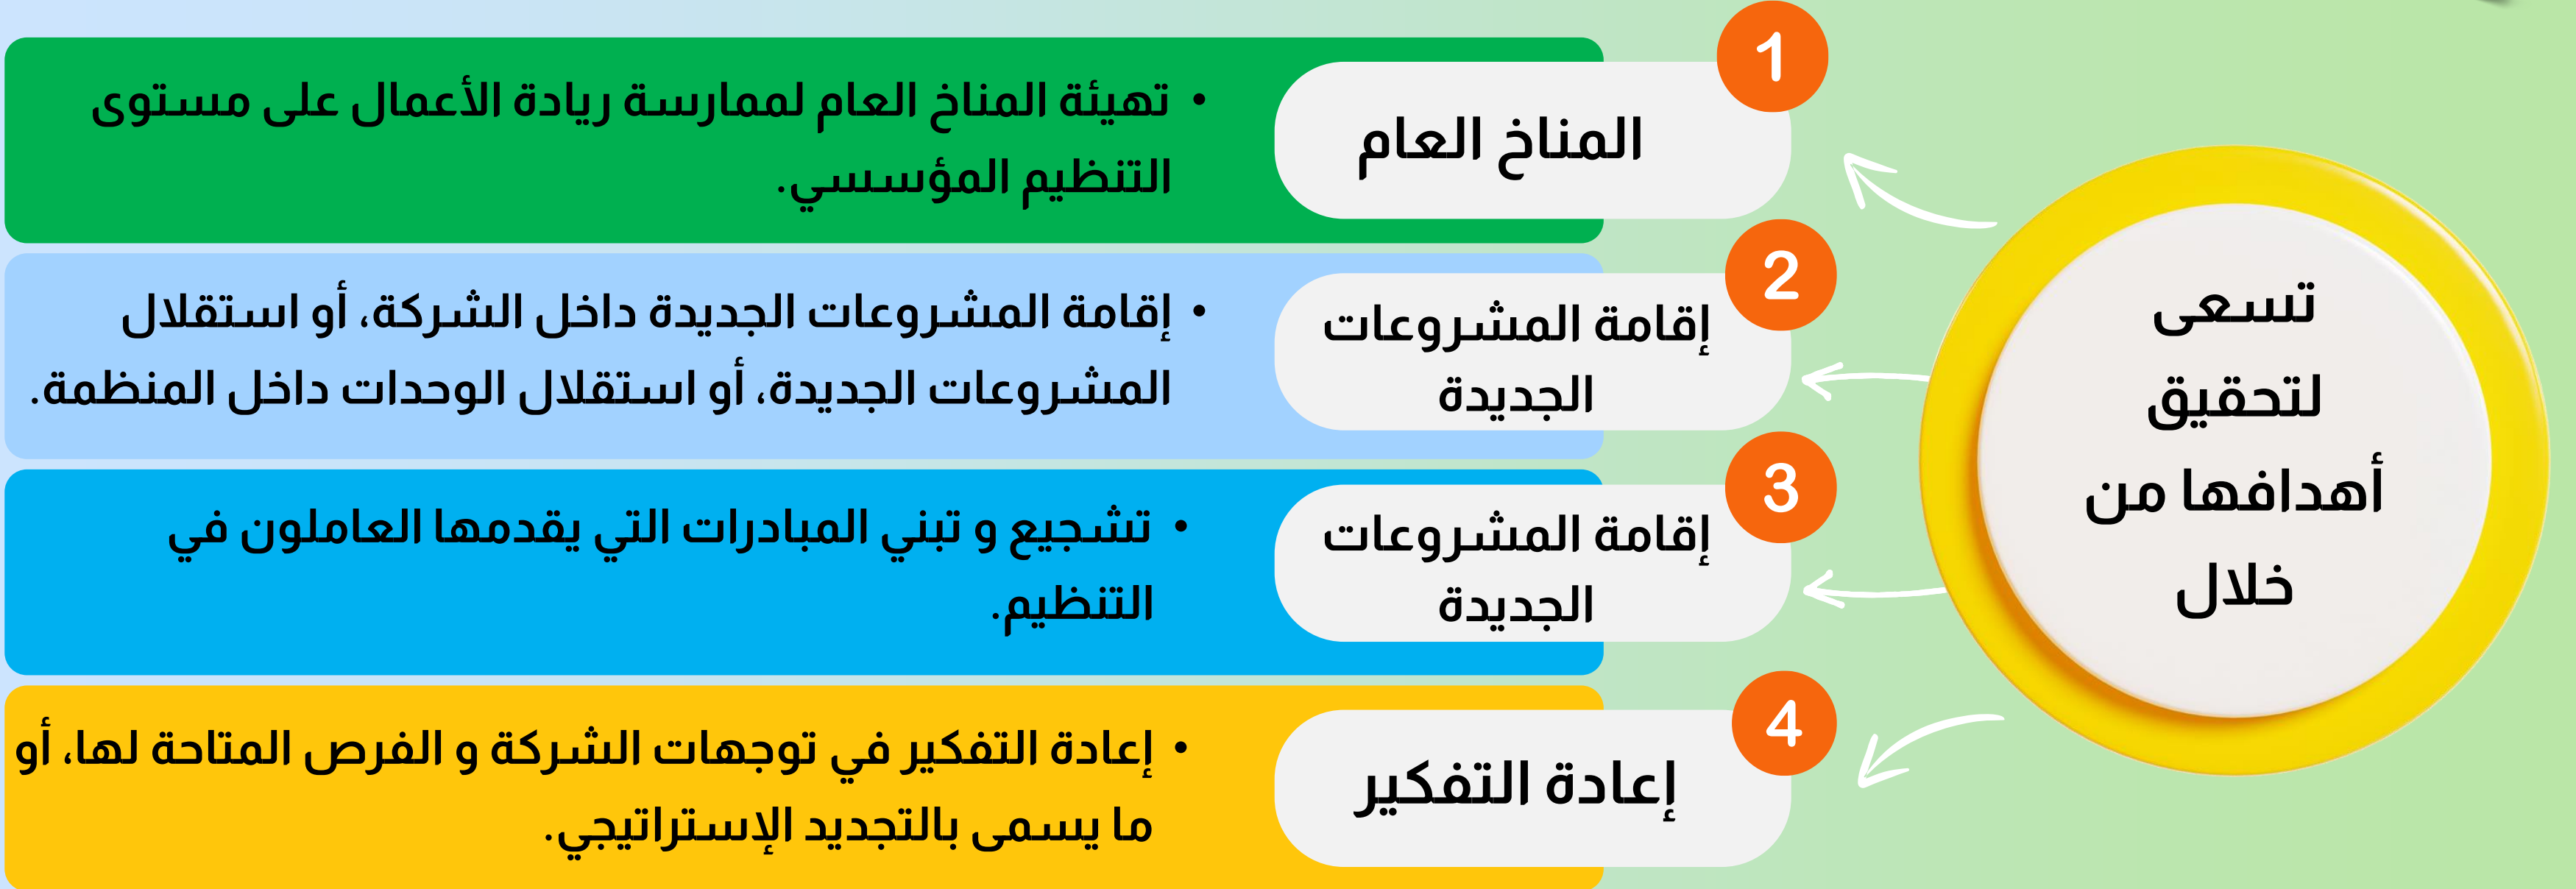 تسعى
لتحقيق
أهدافها من
خلال
1
المناخ العام
• تهيئة المناخ العام لممارسة ريادة الأعمال على مستوى
التنظيم المؤسسي.
2
إقامة المشروعات
الجديدة
• إقامة المشروعات الجديدة داخل الشركة، أو استقلال
المشروعات الجديدة، أو استقلال الوحدات داخل المنظمة.
3
إقامة المشروعات
الجديدة
• تشجيع و تبني المبادرات التي يقدمها العاملون في
التنظيم.
4
إعادة التفكير
• إعادة التفكير في توجهات الشركة و الفرص المتاحة لها، أو
ما يسمى بالتجديد الإستراتيجي.